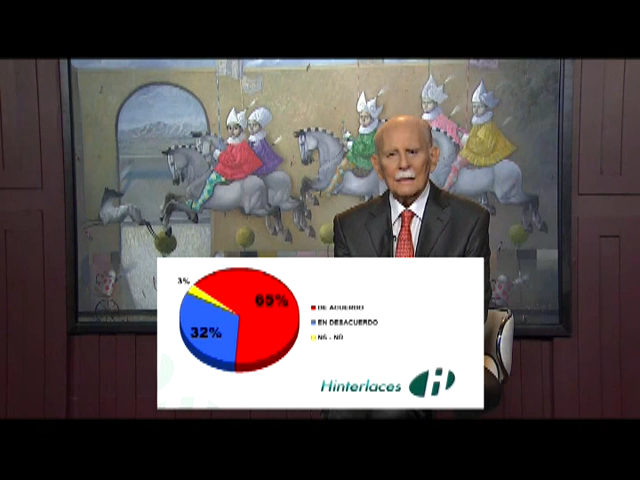 3%
65%
32%
DE ACUERDO
EN DESACUERDO
NS - NR
Hinterlaces